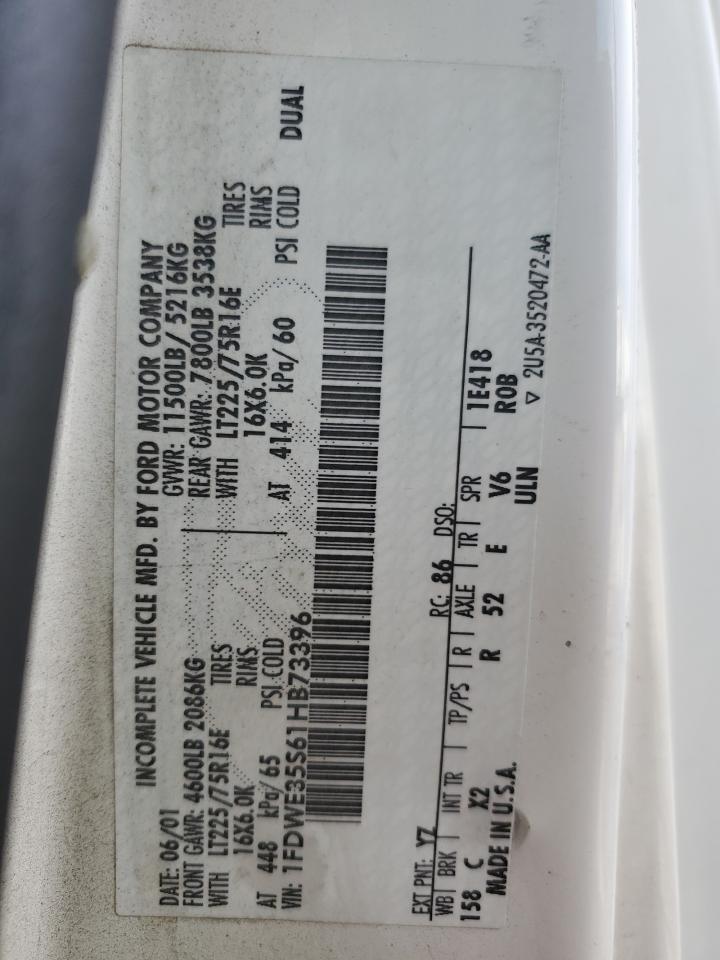 INCOMPLETE VEHICLE MFD. BY FORD MOTOR COMPANY
DATE: 06/01 GVWR: 11500LB/ 5216KG
FRONT GAWR: 4600LB 2086KG REAR GAWR: 7800LB 3538KG
WITH LT225/75R16E TIRES WITH LT225/75R16E TIRES
16X6.0K RIMS 16X6.0K RIMS
AT 448 kPa/65 PSI COLD AT 414 kPa/60 PSI COLD DUAL
VIN: 1FDWE35S61HB73396
EXT PNT: YZ RC: 86 DSO:
WB BRK INT TR TP/PS R AXLE TR SPR 1E418
158 C X2 R 52 E V6 ROB
MADE IN U.S.A. ULN
▽ 2U5A-3520472-AA